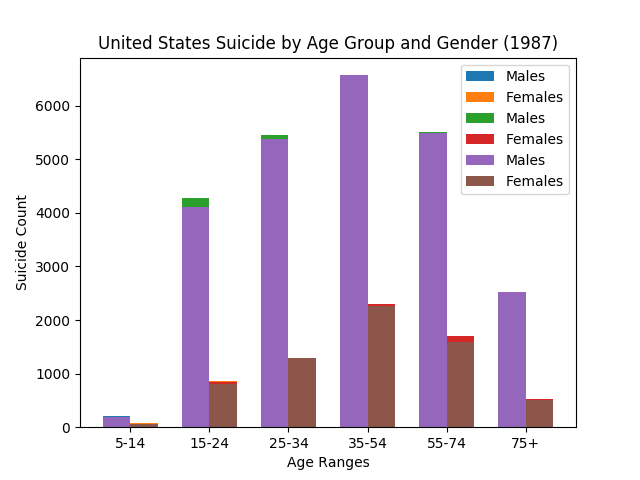 United States Suicide by Age Group and Gender (1987)
Males
Females
Males
Females
Males
Females
6000
5000
4000
3000
2000
1000
0
Suicide Count
5-14 15-24 25-34 35-54 55-74 75+
Age Ranges